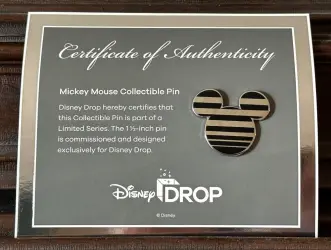 Certificate of Authenticity
Mickey Mouse Collectible Pin
Disney Drop hereby certifies that
this Collectible Pin is part of a
Limited Series. The 1½-inch pin
is commissioned and designed
exclusively for Disney Drop.
Disney DROP
© Disney